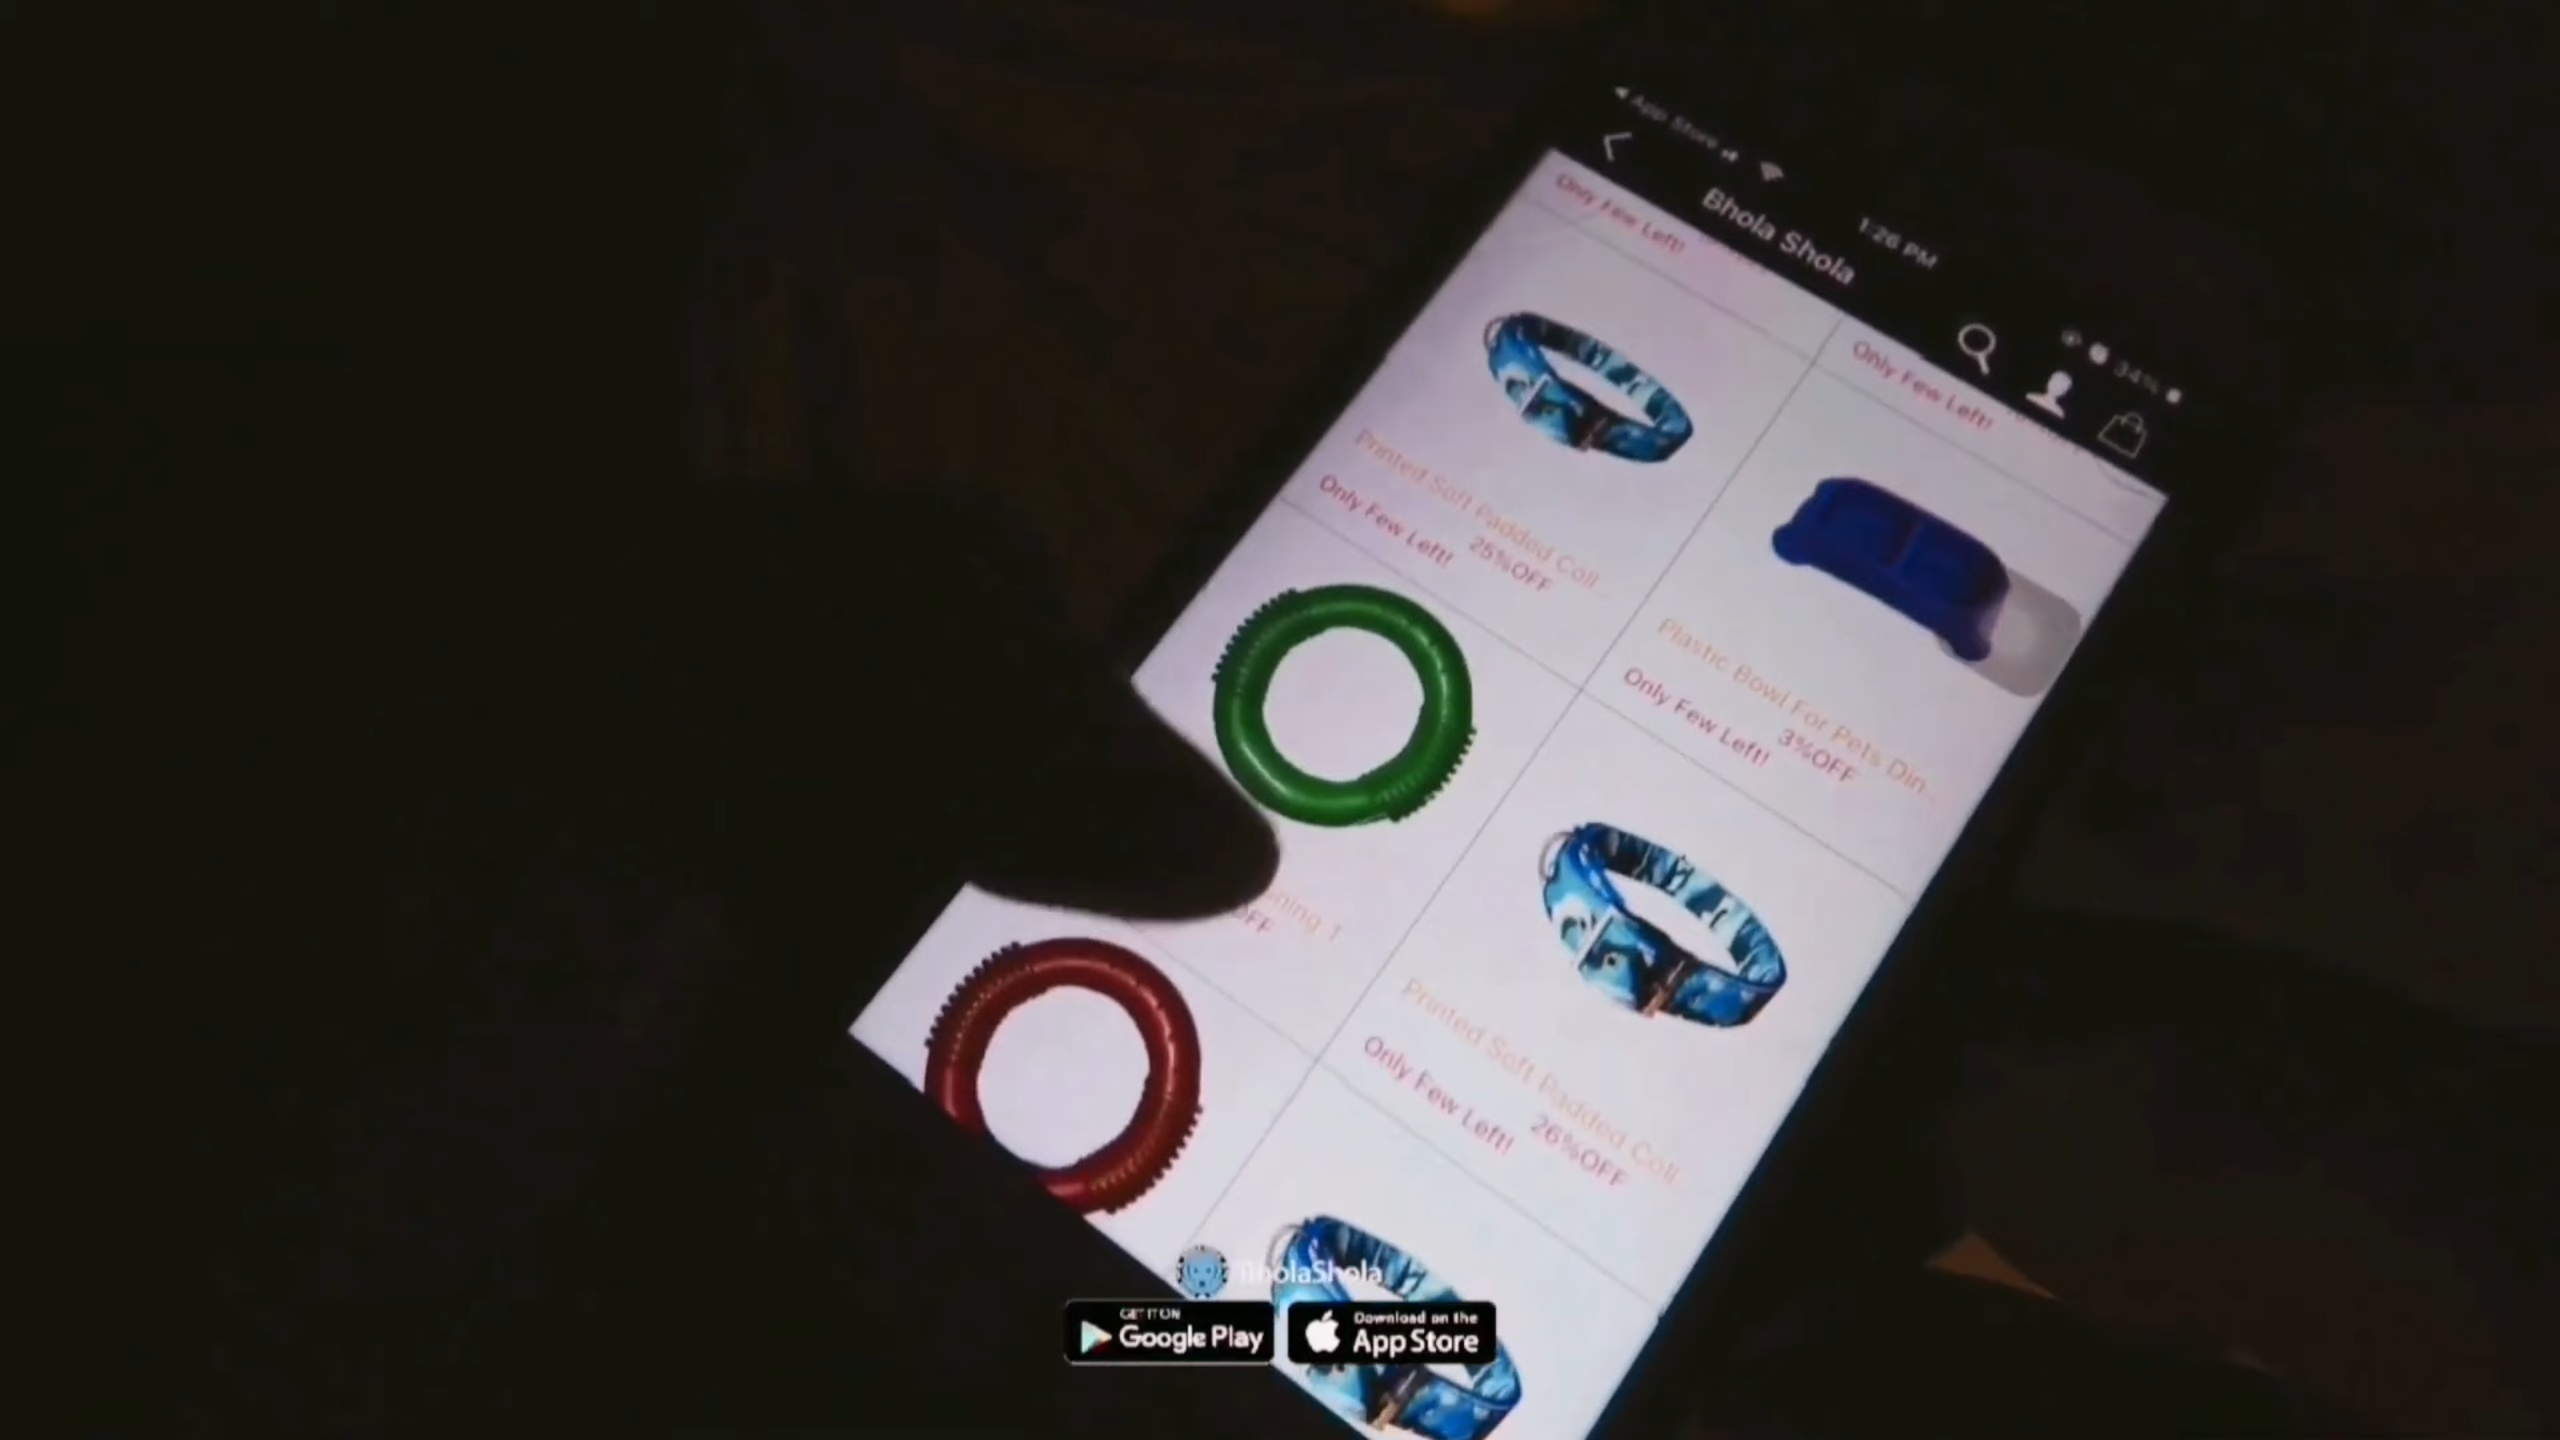 App Store
1:26 PM
34%
Bhola Shola
Only Few Left!
Only Few Left!
Printed Soft Padded Coll...
25%OFF
Only Few Left!
Plastic Bowl For Pets Din...
3%OFF
Only Few Left!
OFF
Printed Soft Padded Coll...
26%OFF
Only Few Left!
BholaShola
GET IT ON
Google Play
Download on the
App Store